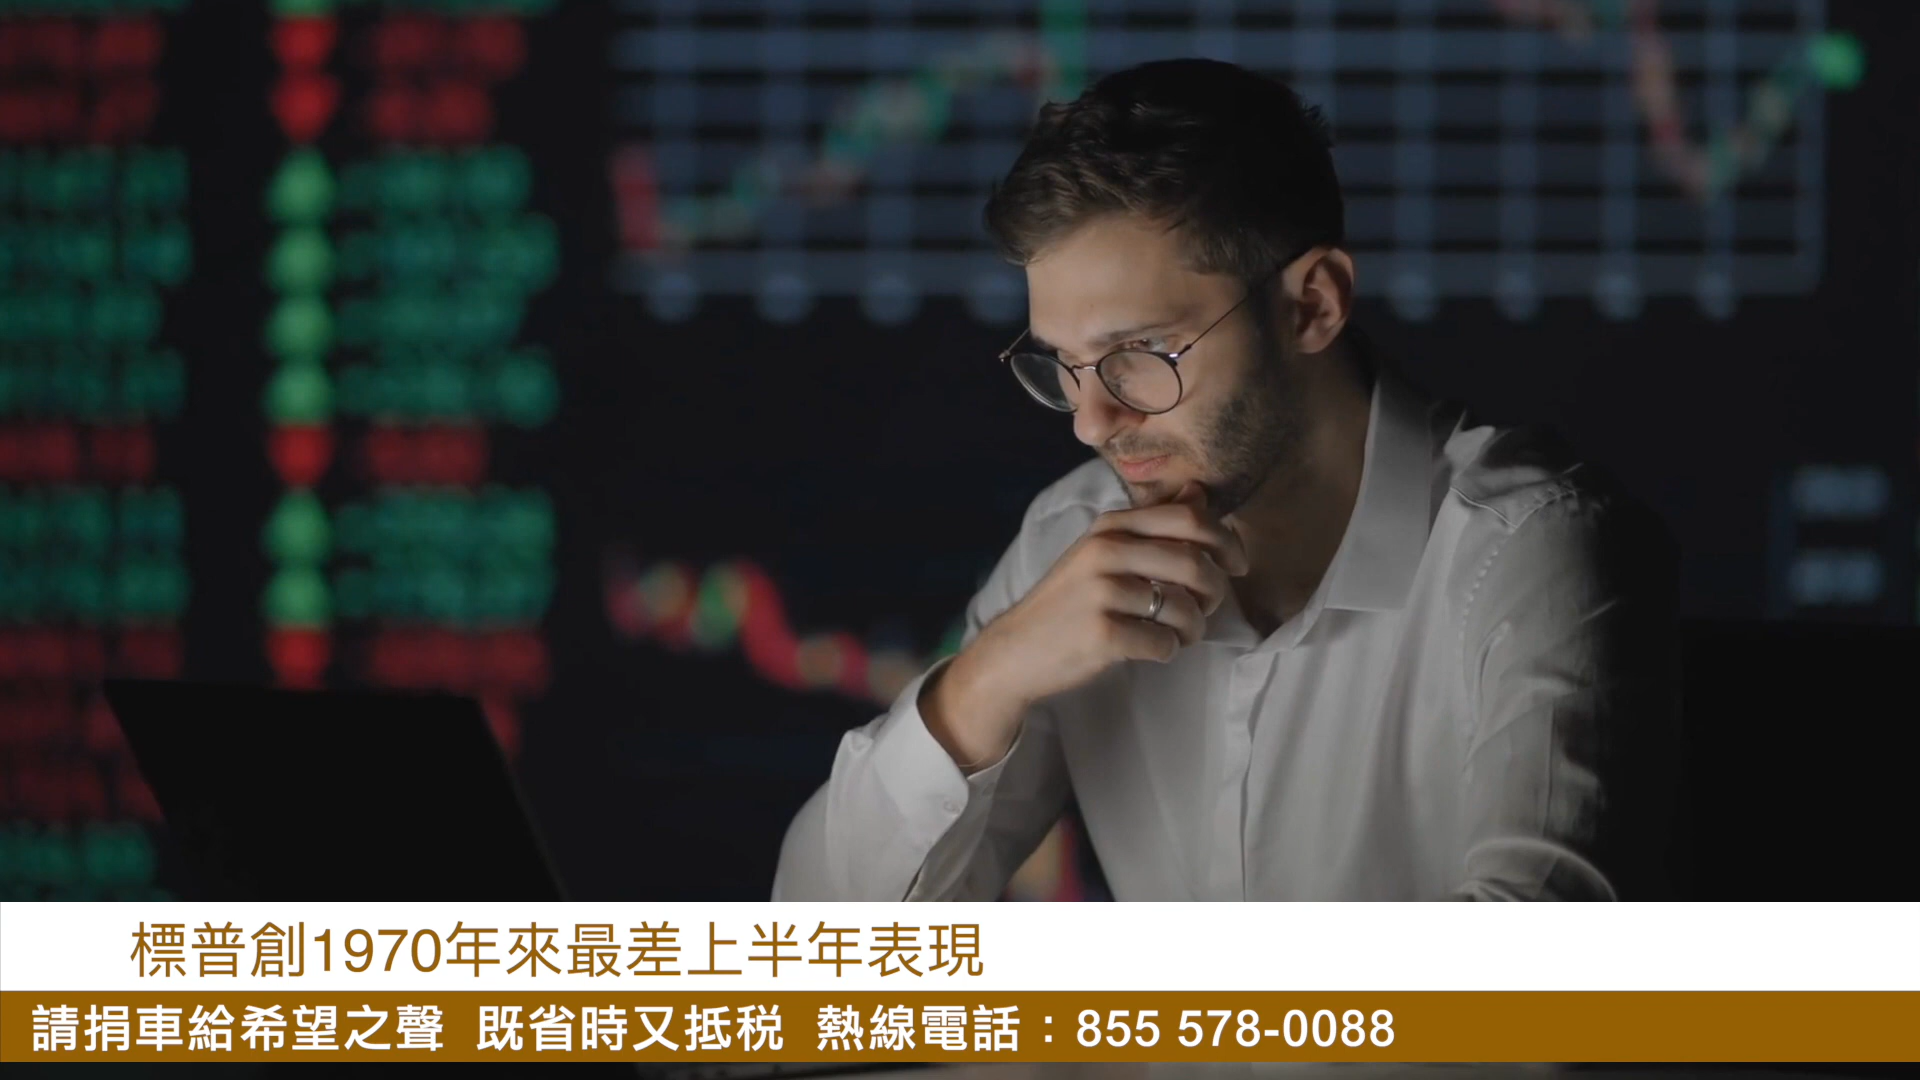 標普創1970年來最差上半年表現
請捐車給希望之聲 既省時又抵税 熱線電話：855 578-0088